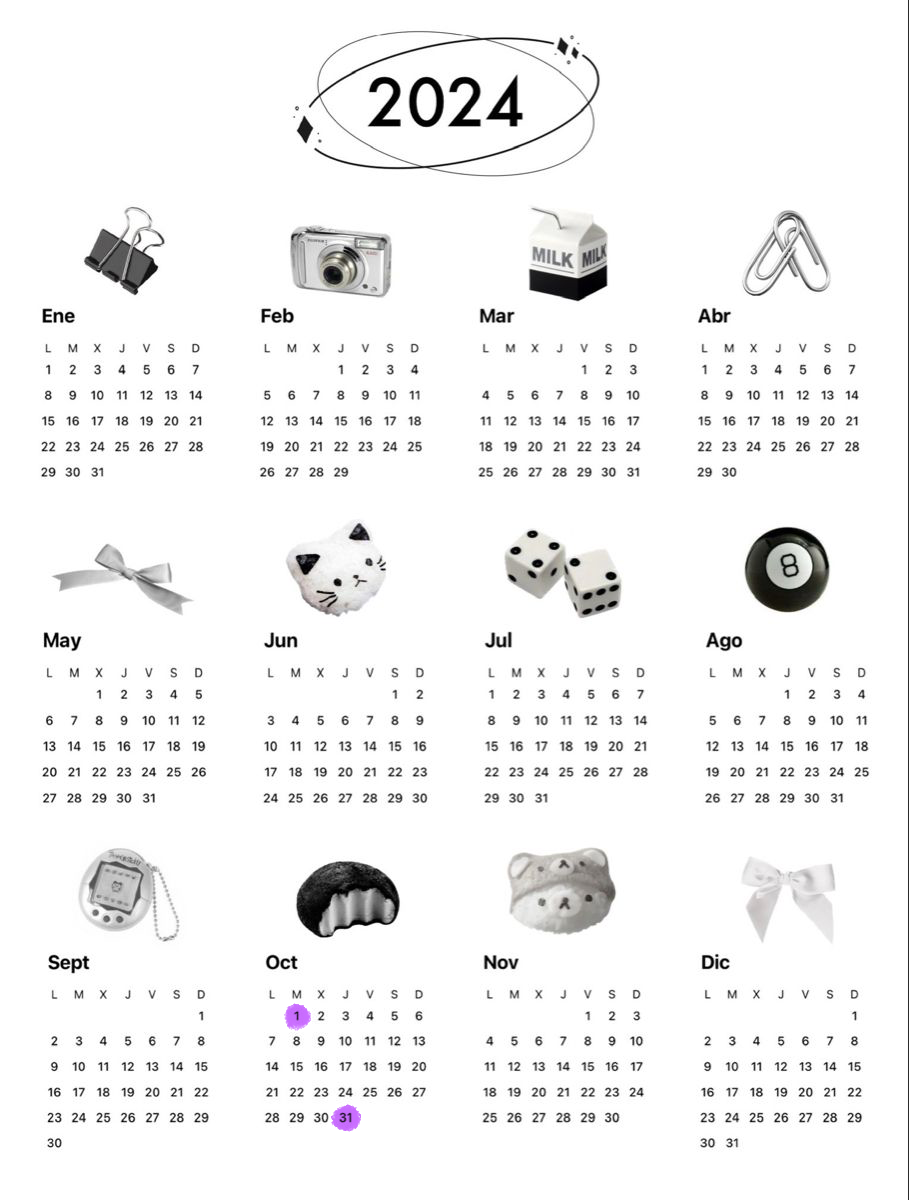 2024
MILK MILK
Ene Feb Mar Abr
L M X J V S D L M X J V S D L M X J V S D L M X J V S D
1 2 3 4 5 6 7 1 2 3 4 1 2 3 1 2 3 4 5 6 7
8 9 10 11 12 13 14 5 6 7 8 9 10 11 4 5 6 7 8 9 10 8 9 10 11 12 13 14
15 16 17 18 19 20 21 12 13 14 15 16 17 18 11 12 13 14 15 16 17 15 16 17 18 19 20 21
22 23 24 25 26 27 28 19 20 21 22 23 24 25 18 19 20 21 22 23 24 22 23 24 25 26 27 28
29 30 31 26 27 28 29 25 26 27 28 29 30 31 29 30
8
May Jun Jul Ago
L M X J V S D L M X J V S D L M X J V S D L M X J V S D
1 2 3 4 5 1 2 1 2 3 4 5 6 7 1 2 3 4
6 7 8 9 10 11 12 3 4 5 6 7 8 9 8 9 10 11 12 13 14 5 6 7 8 9 10 11
13 14 15 16 17 18 19 10 11 12 13 14 15 16 15 16 17 18 19 20 21 12 13 14 15 16 17 18
20 21 22 23 24 25 26 17 18 19 20 21 22 23 22 23 24 25 26 27 28 19 20 21 22 23 24 25
27 28 29 30 31 24 25 26 27 28 29 30 29 30 31 26 27 28 29 30 31
Sept Oct Nov Dic
L M X J V S D L M X J V S D L M X J V S D L M X J V S D
1 1 2 3 4 5 6 1 2 3 1
2 3 4 5 6 7 8 7 8 9 10 11 12 13 4 5 6 7 8 9 10 2 3 4 5 6 7 8
9 10 11 12 13 14 15 14 15 16 17 18 19 20 11 12 13 14 15 16 17 9 10 11 12 13 14 15
16 17 18 19 20 21 22 21 22 23 24 25 26 27 18 19 20 21 22 23 24 16 17 18 19 20 21 22
23 24 25 26 27 28 29 28 29 30 31 25 26 27 28 29 30 23 24 25 26 27 28 29
30 30 31